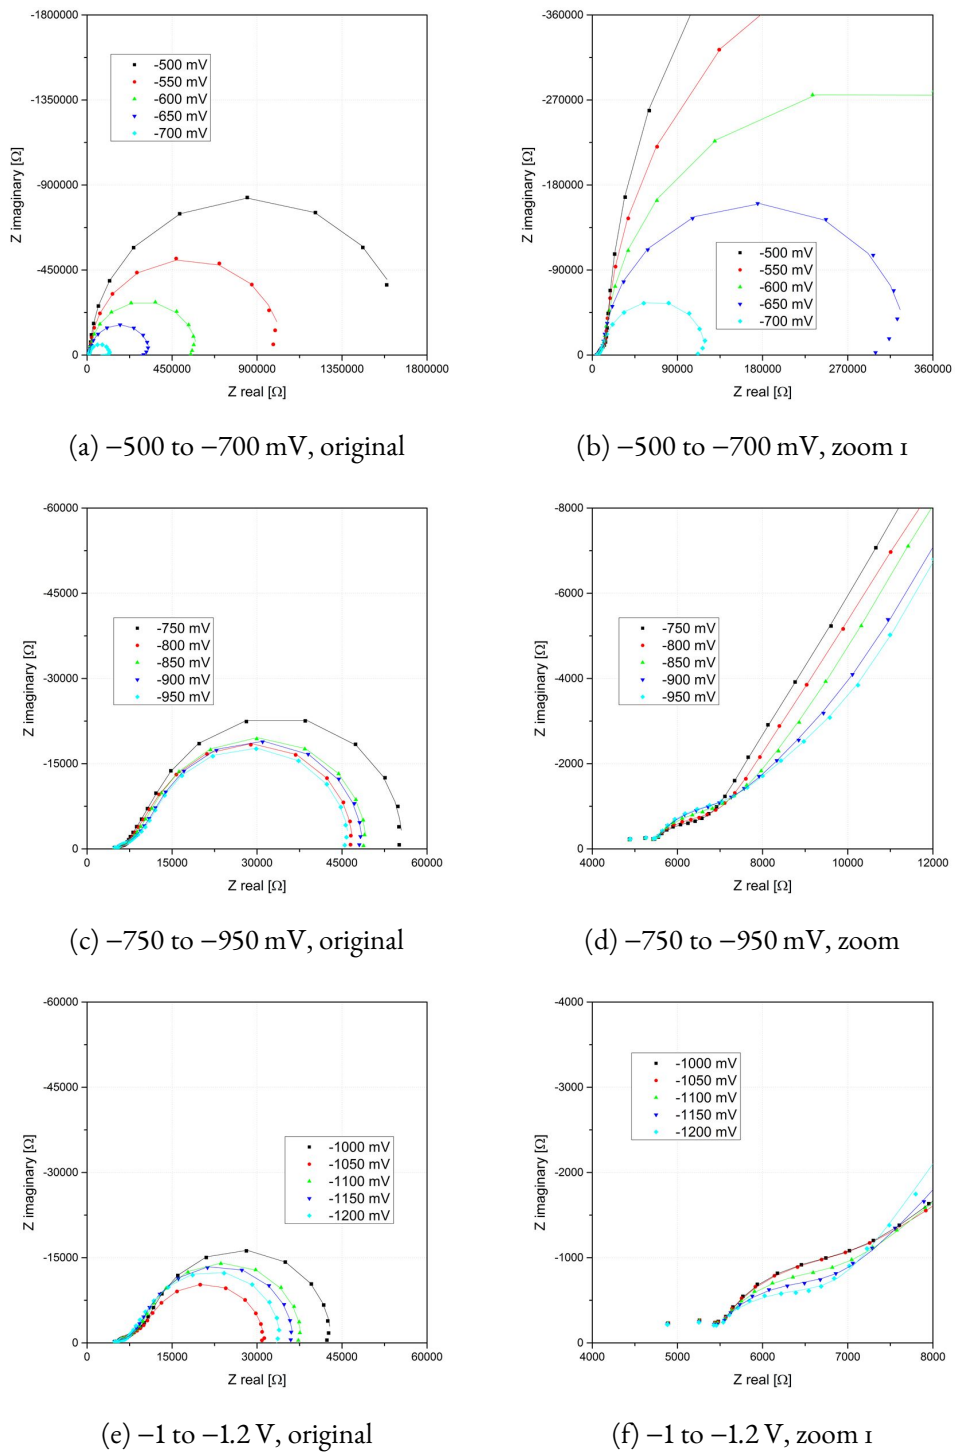 -1800000
-1350000
-900000
-450000
0
0 450000 900000 1350000 1800000
Z imaginary [Ω]
Z real [Ω]
-500 mV
-550 mV
-600 mV
-650 mV
-700 mV
(a) −500 to −700 mV, original
-360000
-270000
-180000
-90000
0
0 90000 180000 270000 360000
Z imaginary [Ω]
Z real [Ω]
-500 mV
-550 mV
-600 mV
-650 mV
-700 mV
(b) −500 to −700 mV, zoom 1
-60000
-45000
-30000
-15000
0
0 15000 30000 45000 60000
Z imaginary [Ω]
Z real [Ω]
-750 mV
-800 mV
-850 mV
-900 mV
-950 mV
(c) −750 to −950 mV, original
-8000
-6000
-4000
-2000
0
4000 6000 8000 10000 12000
Z imaginary [Ω]
Z real [Ω]
-750 mV
-800 mV
-850 mV
-900 mV
-950 mV
(d) −750 to −950 mV, zoom
-60000
-45000
-30000
-15000
0
0 15000 30000 45000 60000
Z imaginary [Ω]
Z real [Ω]
-1000 mV
-1050 mV
-1100 mV
-1150 mV
-1200 mV
(e) −1 to −1.2 V, original
-4000
-3000
-2000
-1000
0
4000 5000 6000 7000 8000
Z imaginary [Ω]
Z real [Ω]
-1000 mV
-1050 mV
-1100 mV
-1150 mV
-1200 mV
(f) −1 to −1.2 V, zoom 1